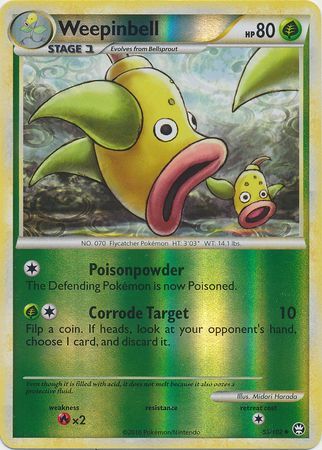 Weepinbell HP 80
STAGE 1 Evolves from Bellsprout
NO. 070 Flycatcher Pokémon HT: 3'03" WT: 14.1 lbs.
Poisonpowder
The Defending Pokémon is now Poisoned.
Corrode Target 10
Flip a coin. If heads, look at your opponent's hand,
choose 1 card, and discard it.
Illus. Midori Harada
Even though it is filled with acid, it does not melt because it also oozes a
protective fluid.
weakness resistance retreat cost
×2
©2010 Pokémon/Nintendo 55/102